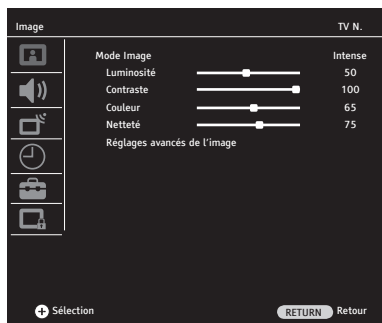 Image TV N.
Mode Image Intense
Luminosité 50
Contraste 100
Couleur 65
Netteté 75
Réglages avancés de l'image
Sélection RETURN Retour